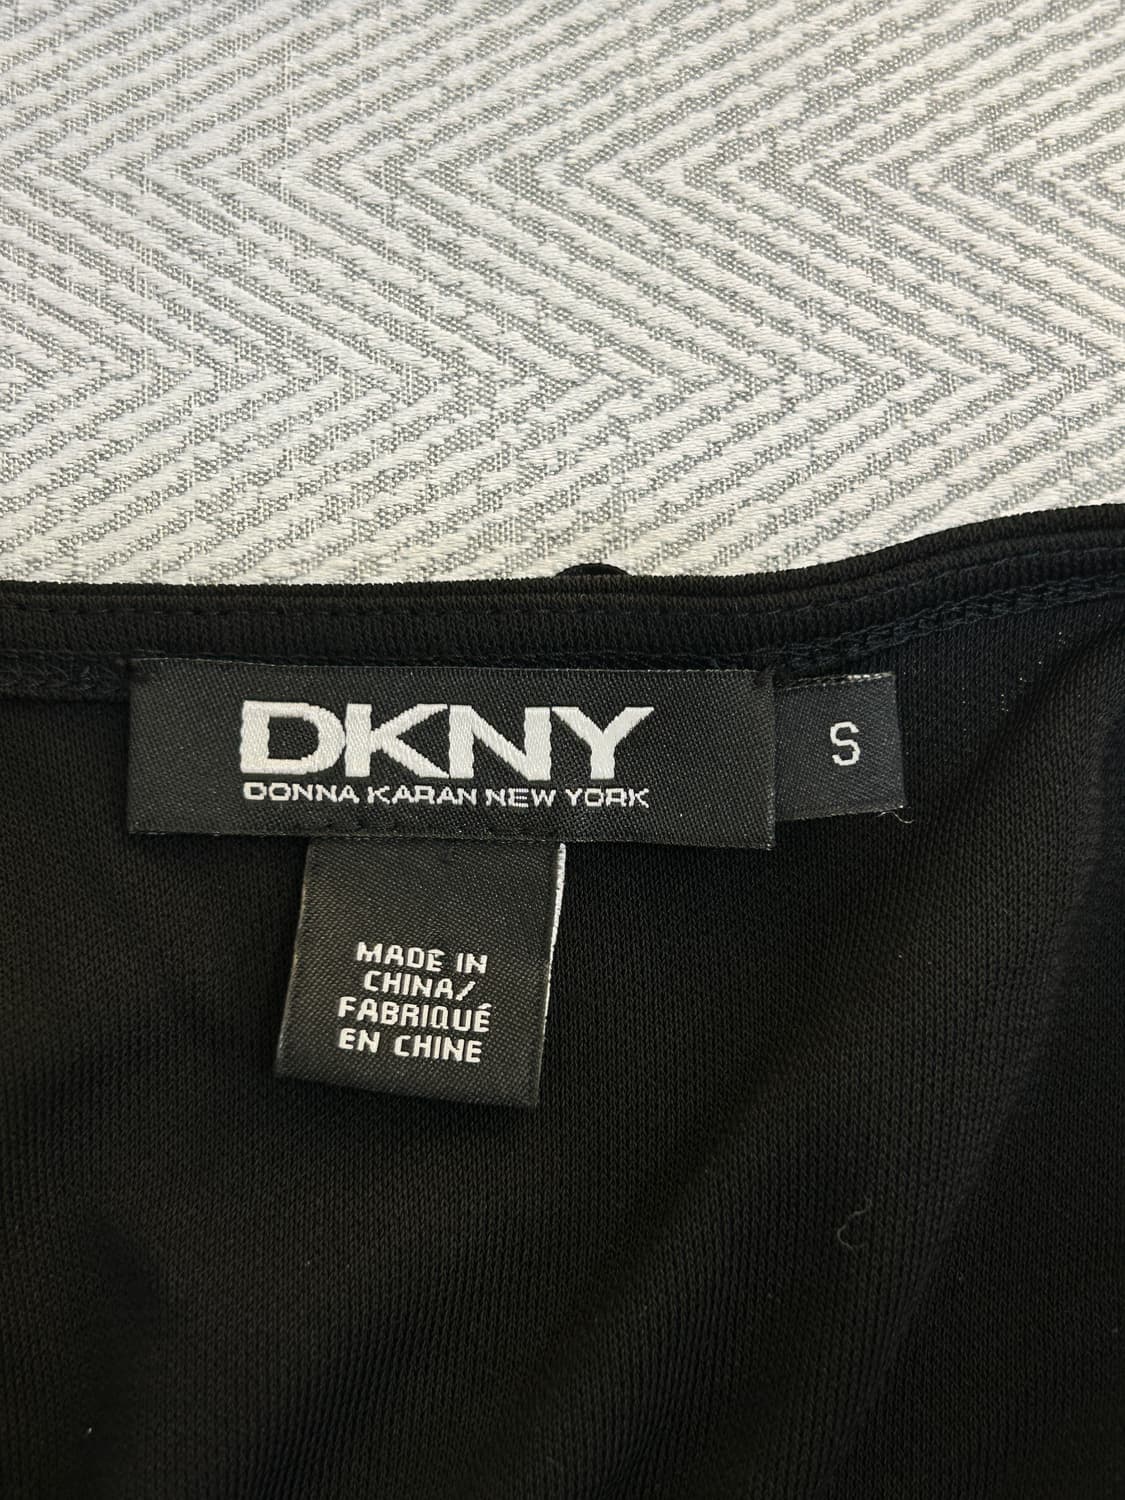 DKNY
DONNA KARAN NEW YORK
S
MADE IN
CHINA/
FABRIQUÉ
EN CHINE